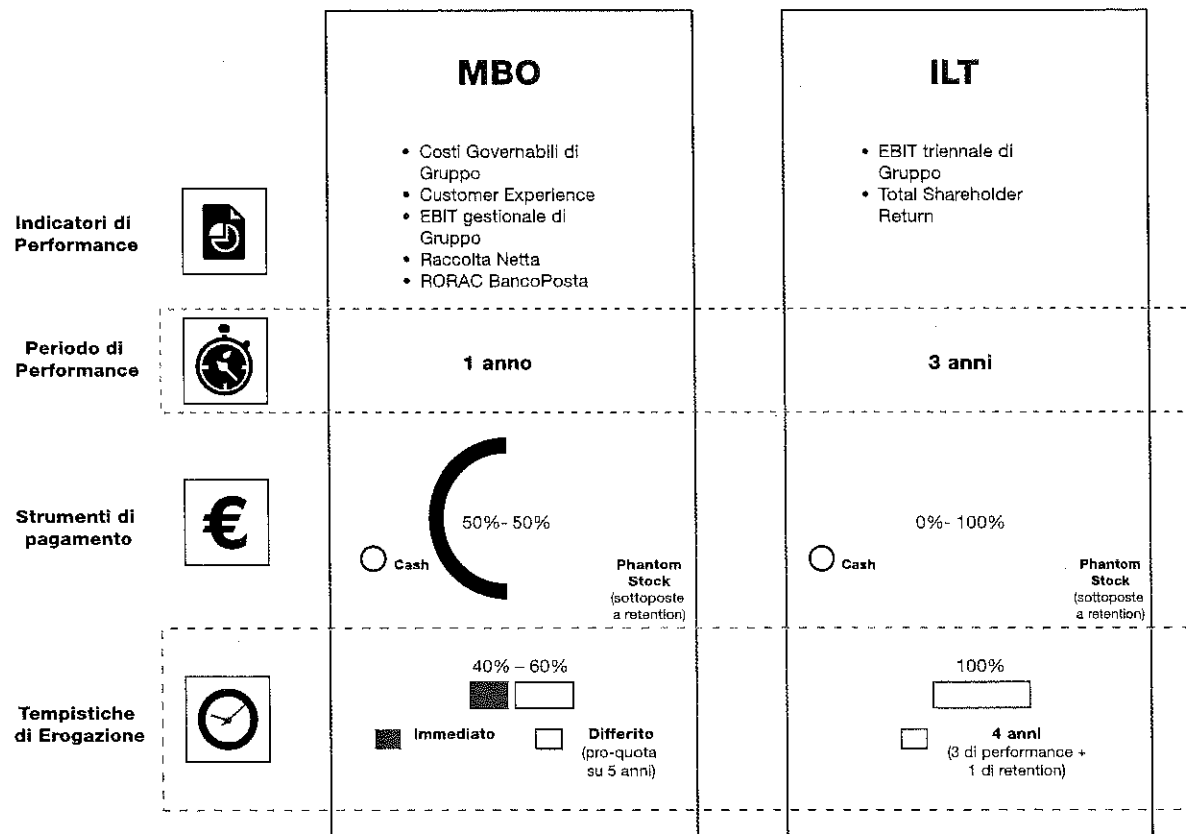 MBO
ILT
Indicatori di
Performance
• Costi Governabili di
Gruppo
• Customer Experience
• EBIT gestionale di
Gruppo
• Raccolta Netta
• RORAC BancoPosta
• EBIT triennale di
Gruppo
• Total Shareholder
Return
Periodo di
Performance
1 anno
3 anni
Strumenti di
pagamento
€
50%- 50%
Cash
Phantom
Stock
(sottoposte
a retention)
0%- 100%
Cash
Phantom
Stock
(sottoposte
a retention)
Tempistiche
di Erogazione
40% – 60%
Immediato
Differito
(pro-quota
su 5 anni)
100%
4 anni
(3 di performance +
1 di retention)